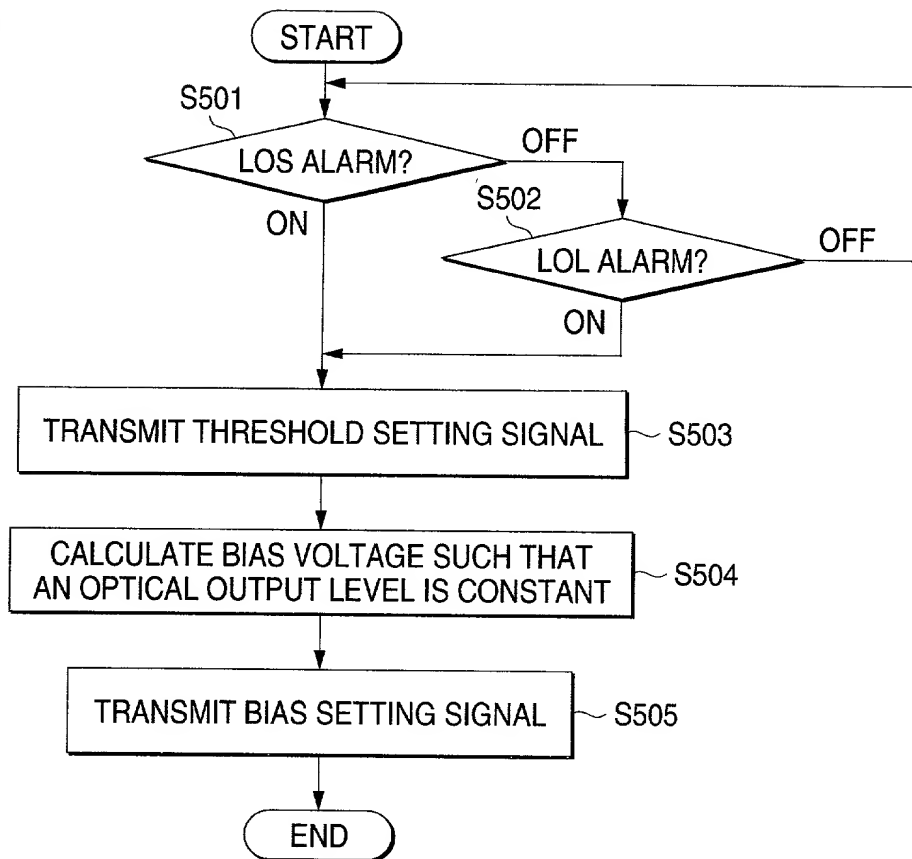 START
S501
LOS ALARM?
OFF
ON
S502
LOL ALARM?
OFF
ON
TRANSMIT THRESHOLD SETTING SIGNAL
S503
CALCULATE BIAS VOLTAGE SUCH THAT
AN OPTICAL OUTPUT LEVEL IS CONSTANT
S504
TRANSMIT BIAS SETTING SIGNAL
S505
END